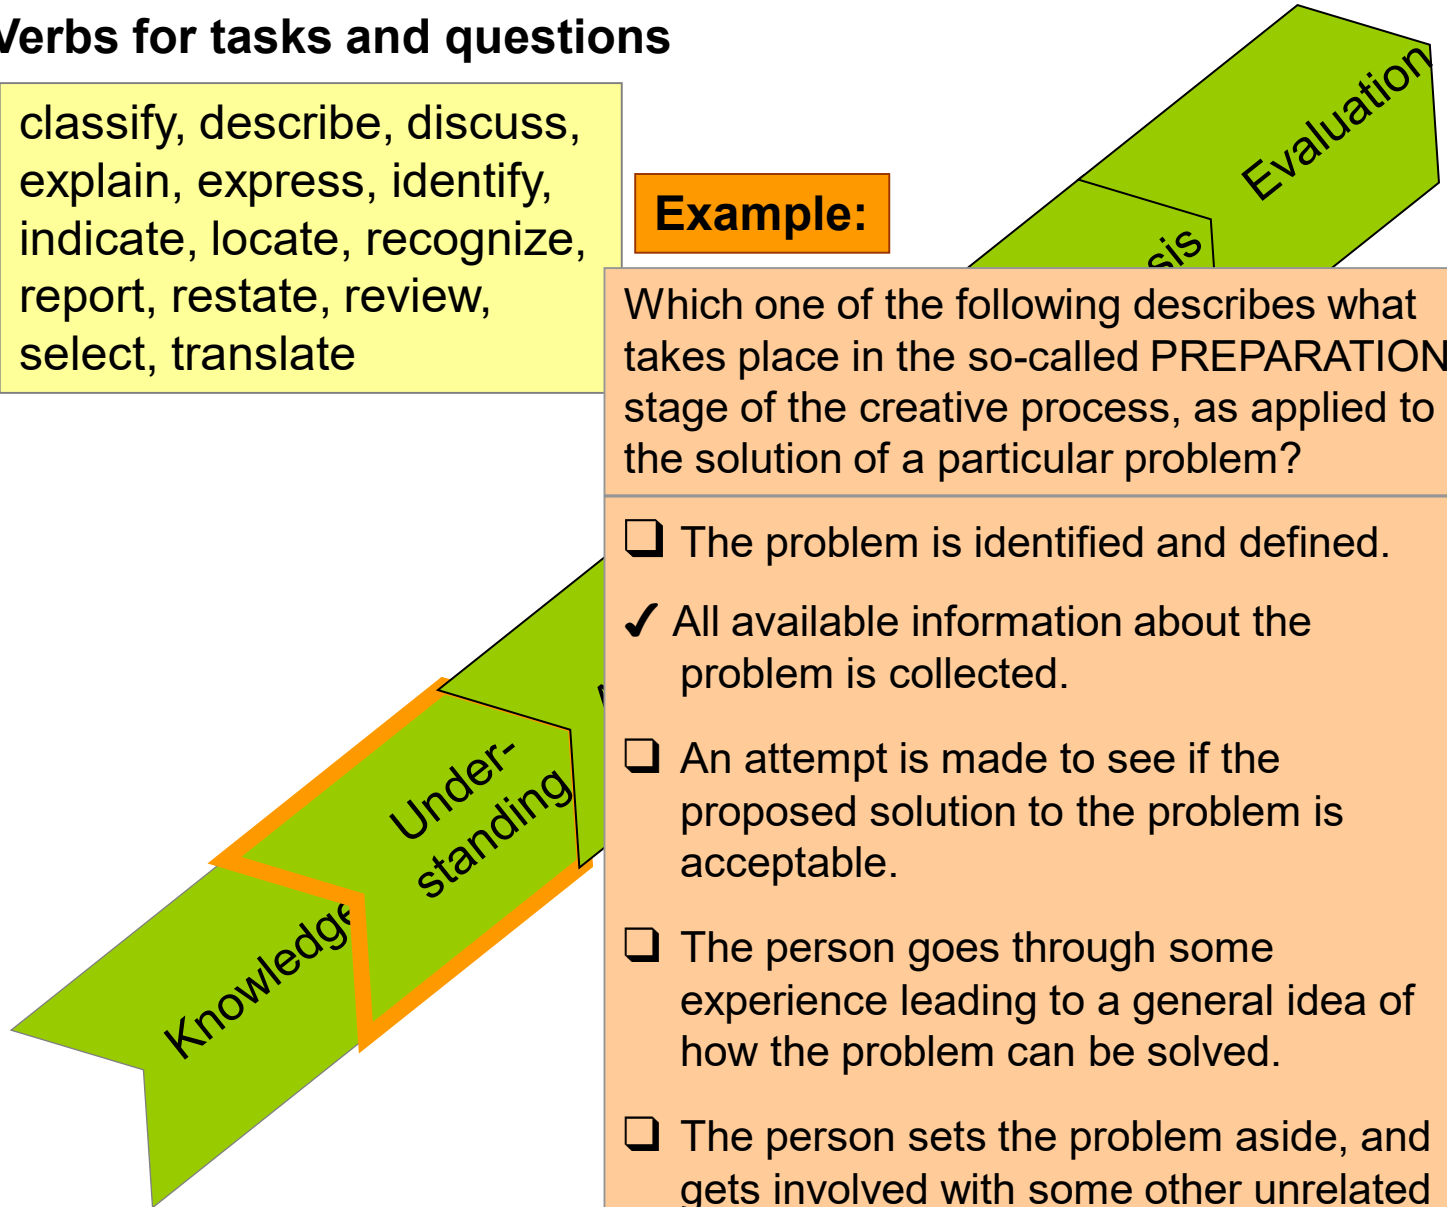 Verbs for tasks and questions
classify, describe, discuss,
explain, express, identify,
indicate, locate, recognize,
report, restate, review,
select, translate
Example:
Evaluation
sis
Which one of the following describes what
takes place in the so-called PREPARATION
stage of the creative process, as applied to
the solution of a particular problem?
❑ The problem is identified and defined.
✓ All available information about the
problem is collected.
❑ An attempt is made to see if the
proposed solution to the problem is
acceptable.
❑ The person goes through some
experience leading to a general idea of
how the problem can be solved.
❑ The person sets the problem aside, and
gets involved with some other unrelated
Under-
standing
Knowledge